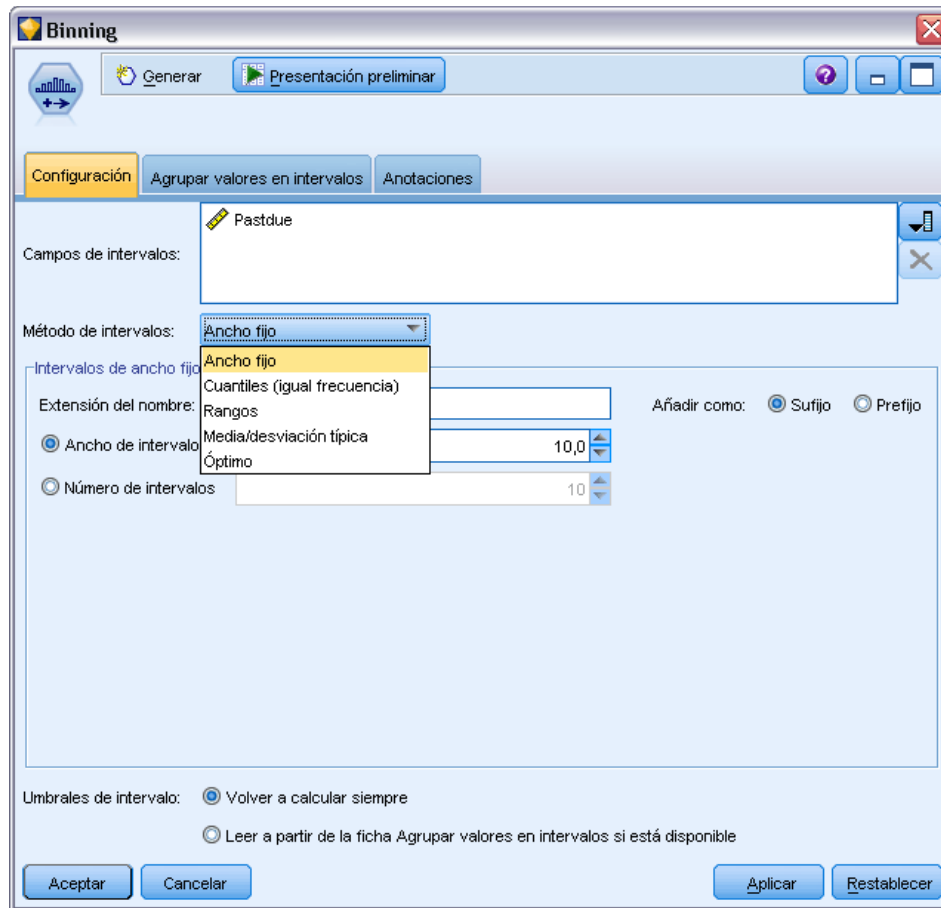 Binning
Generar
Presentación preliminar
Configuración
Agrupar valores en intervalos
Anotaciones
Campos de intervalos:
Pastdue
Método de intervalos:
Ancho fijo
Ancho fijo
Cuantiles (igual frecuencia)
Rangos
Media/desviación típica
Óptimo
Intervalos de ancho fijo
Extensión del nombre:
Añadir como:
Sufijo
Prefijo
Ancho de intervalo
10,0
Número de intervalos
10
Umbrales de intervalo:
Volver a calcular siempre
Leer a partir de la ficha Agrupar valores en intervalos si está disponible
Aceptar
Cancelar
Aplicar
Restablecer